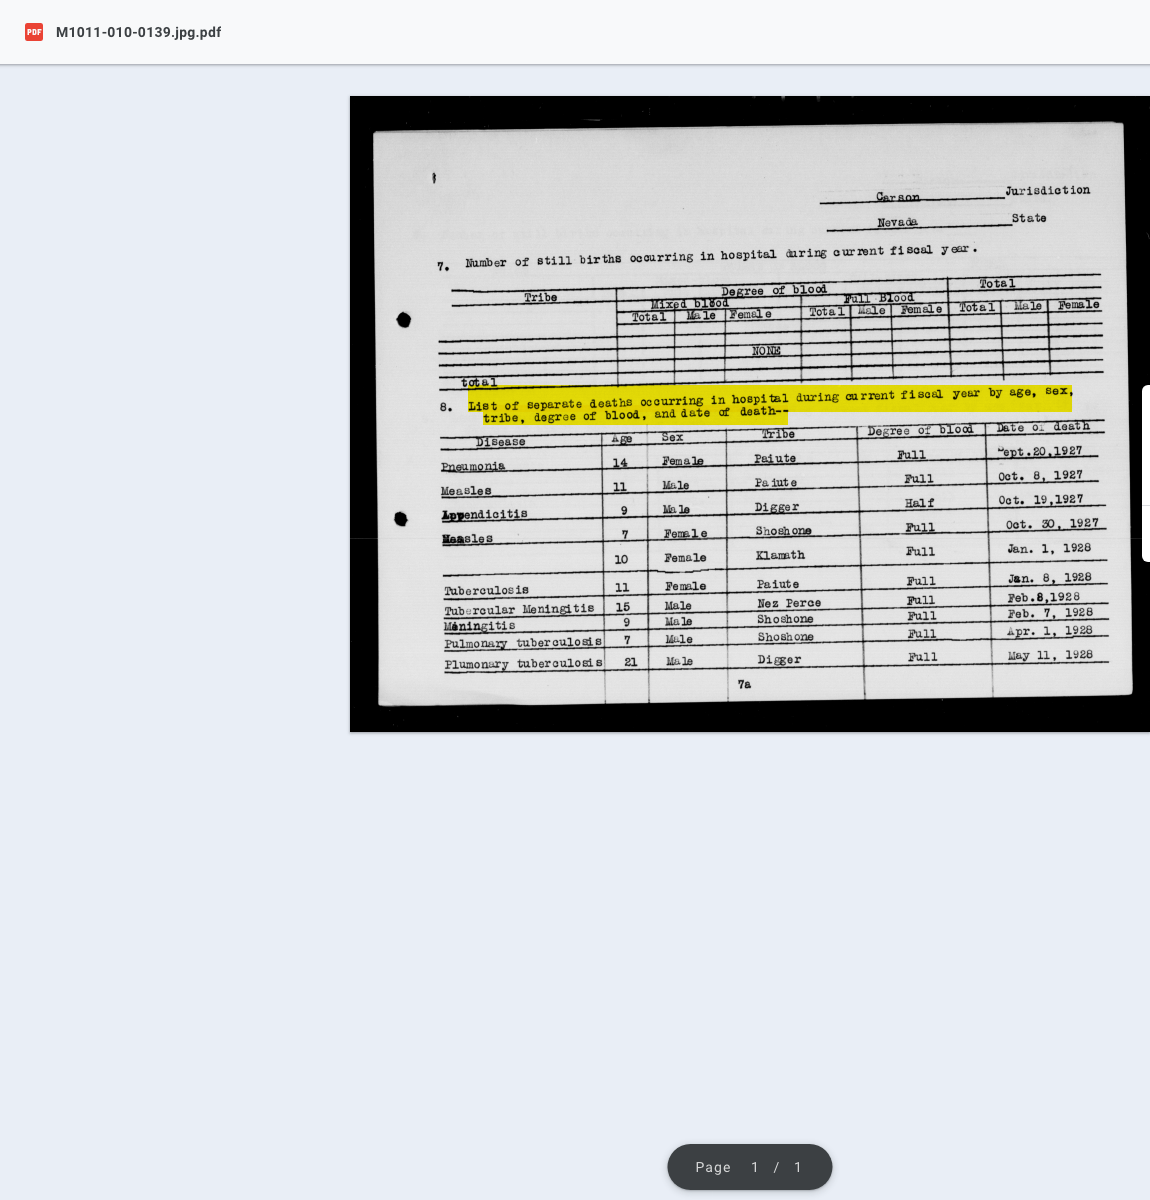 PDF M1011-010-0139.jpg.pdf
Carson Jurisdiction
Nevada State
7. Number of still births occurring in hospital during current fiscal year.
Tribe Degree of blood Total
Mixed blood Full Blood
Total Male Female Total Male Female Total Male Female
NONE
total
8. List of separate deaths occurring in hospital during current fiscal year by age, sex,
tribe, degree of blood, and date of death--
Disease Age Sex Tribe Degree of blood Date of death
Pneumonia 14 Female Paiute Full Sept.20,1927
Measles 11 Male Paiute Full Oct. 8, 1927
Appendicitis 9 Male Digger Half Oct. 19,1927
Measles 7 Female Shoshone Full Oct. 30, 1927
10 Female Klamath Full Jan. 1, 1928
Tuberculosis 11 Female Paiute Full Jan. 8, 1928
Tubercular Meningitis 15 Male Nez Perce Full Feb.8,1928
Meningitis 9 Male Shoshone Full Feb. 7, 1928
Pulmonary tuberculosis 7 Male Shoshone Full Apr. 1, 1928
Plumonary tuberculosis 21 Male Digger Full May 11, 1928
7a
Page 1 / 1